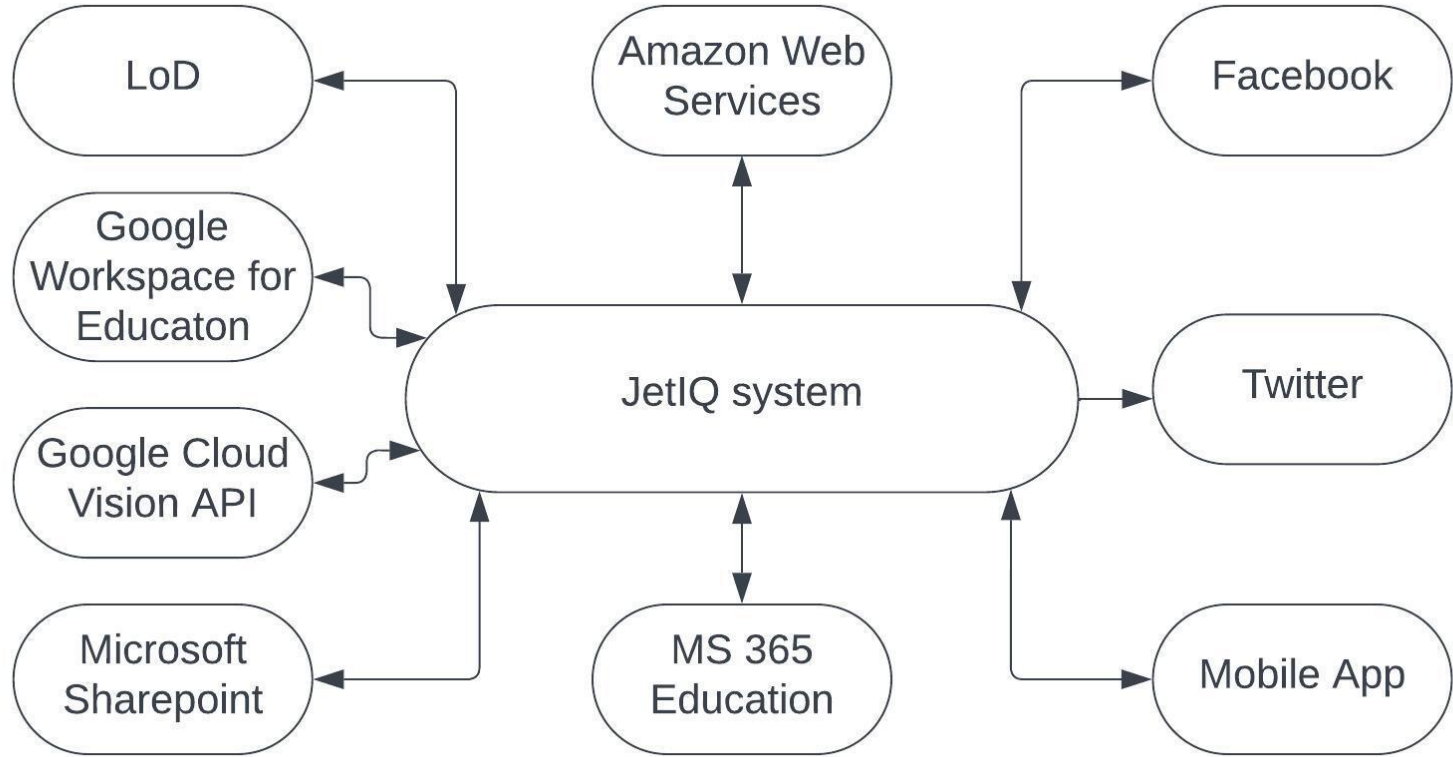 LoD
Amazon Web
Services
Facebook
Google
Workspace for
Educaton
JetIQ system
Twitter
Google Cloud
Vision API
Microsoft
Sharepoint
MS 365
Education
Mobile App